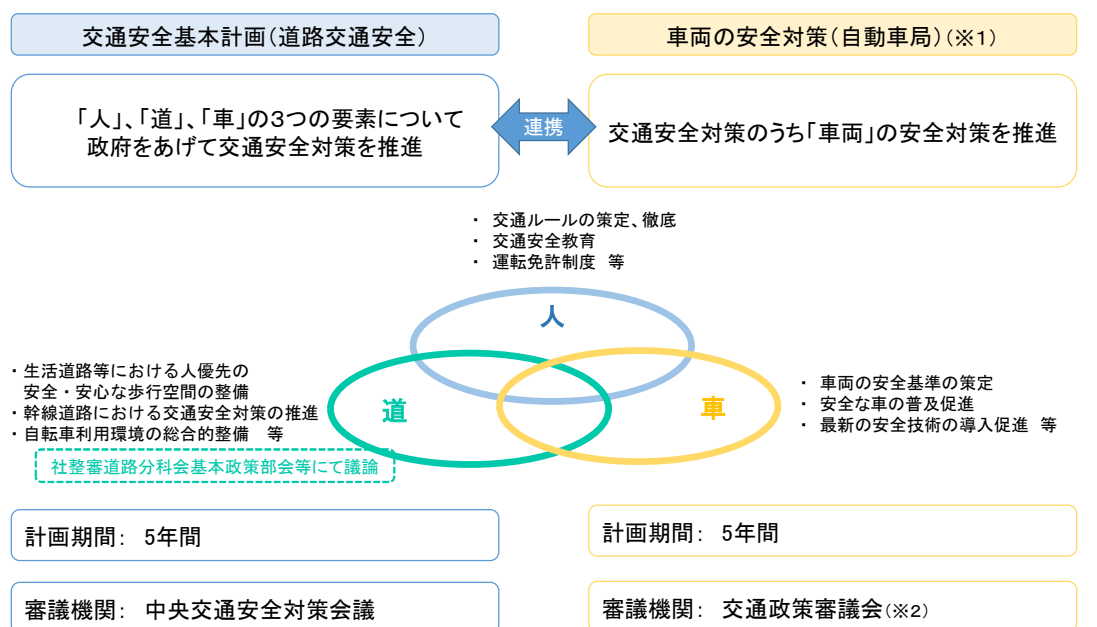 交通安全基本計画(道路交通安全)
車両の安全対策(自動車局)(※1)
「人」、「道」、「車」の3つの要素について
政府をあげて交通安全対策を推進
連携
交通安全対策のうち「車両」の安全対策を推進
・ 交通ルールの策定、徹底
・ 交通安全教育
・ 運転免許制度 等
人
・生活道路等における人優先の
安全・安心な歩行空間の整備
・幹線道路における交通安全対策の推進
・自転車利用環境の総合的整備 等
道
車
・ 車両の安全基準の策定
・ 安全な車の普及促進
・ 最新の安全技術の導入促進 等
社整審道路分科会基本政策部会等にて議論
計画期間: 5年間
計画期間: 5年間
審議機関: 中央交通安全対策会議
審議機関: 交通政策審議会(※2)